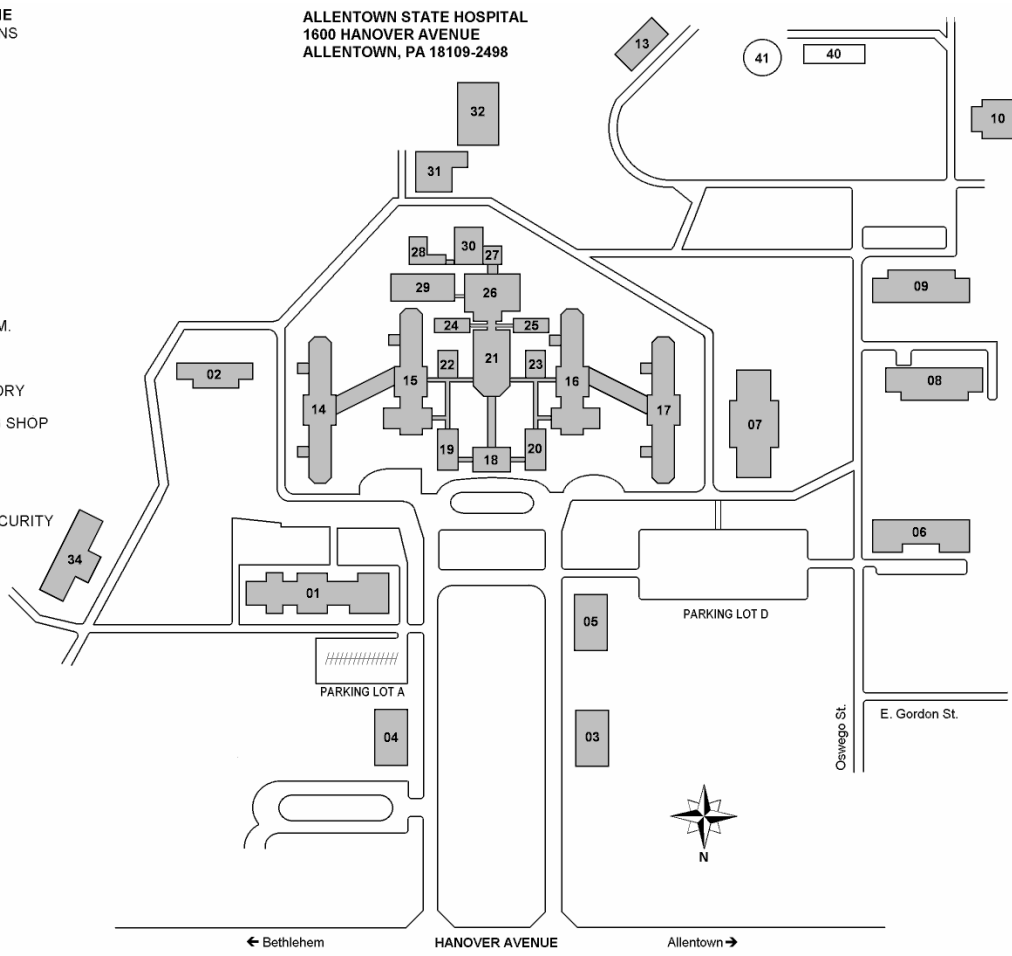 ALLENTOWN STATE HOSPITAL
1600 HANOVER AVENUE
ALLENTOWN, PA 18109-2498
NS
M.
ORY
SHOP
CURITY
13
41
40
32
10
31
30
28
27
29
26
09
24
25
02
22
21
23
15
16
08
14
17
07
19
18
20
06
34
01
05
PARKING LOT D
PARKING LOT A
04
03
Oswego St.
E. Gordon St.
N
← Bethlehem
HANOVER AVENUE
Allentown →